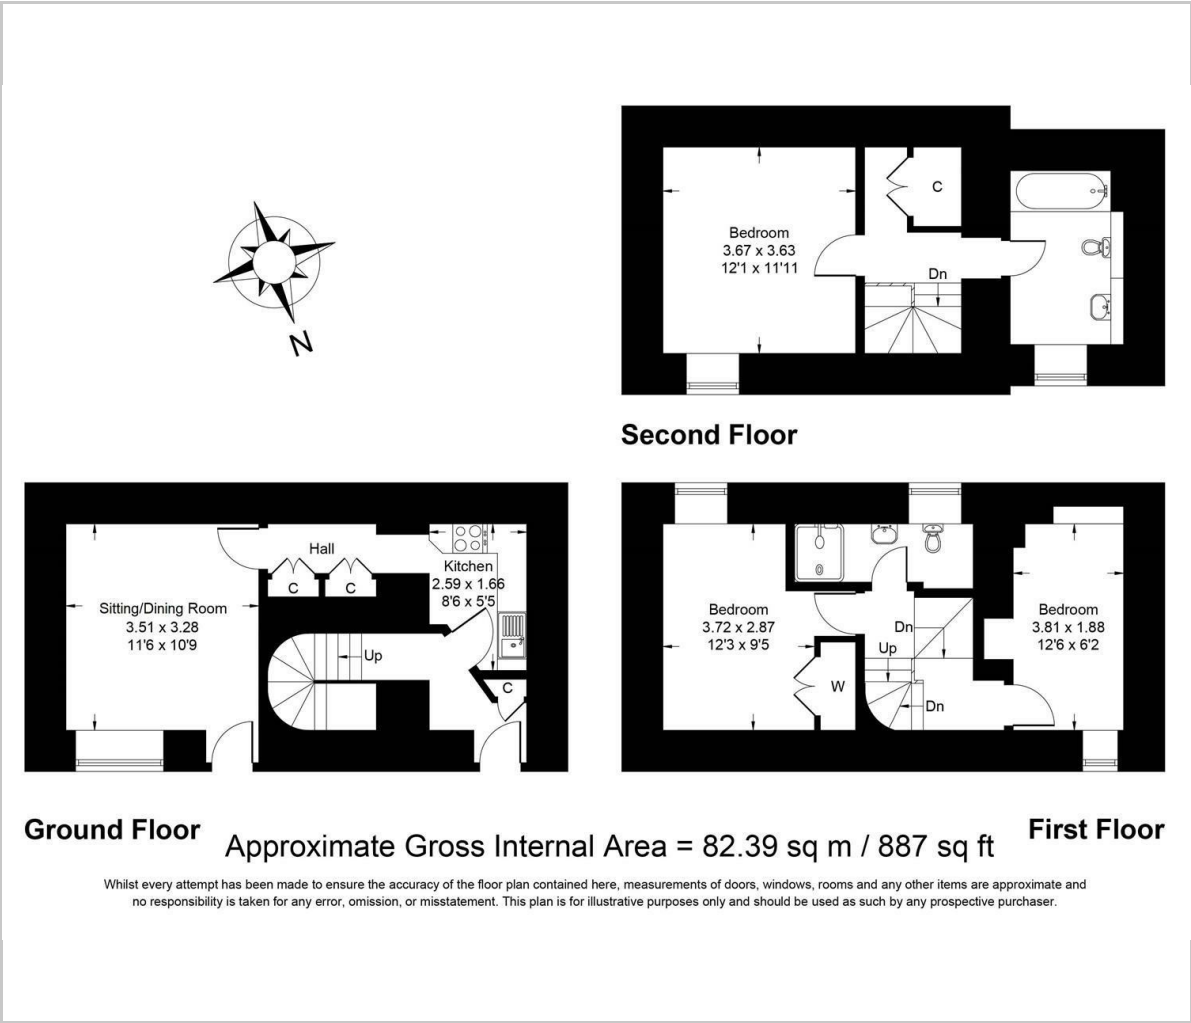 N
Bedroom
3.67 x 3.63
12'1 x 11'11
C
Dn
Second Floor
Sitting/Dining Room
3.51 x 3.28
11'6 x 10'9
Hall
C
C
Kitchen
2.59 x 1.66
8'6 x 5'5
Up
C
Ground Floor
Bedroom
3.72 x 2.87
12'3 x 9'5
W
Dn
Up
Dn
Bedroom
3.81 x 1.88
12'6 x 6'2
First Floor
Approximate Gross Internal Area = 82.39 sq m / 887 sq ft
Whilst every attempt has been made to ensure the accuracy of the floor plan contained here, measurements of doors, windows, rooms and any other items are approximate and
no responsibility is taken for any error, omission, or misstatement. This plan is for illustrative purposes only and should be used as such by any prospective purchaser.